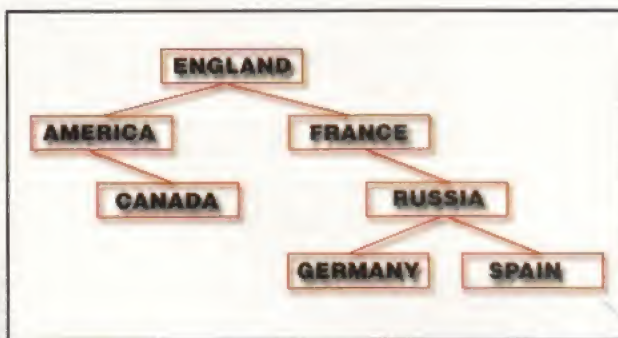 ENGLAND
AMERICA FRANCE
CANADA RUSSIA
GERMANY SPAIN